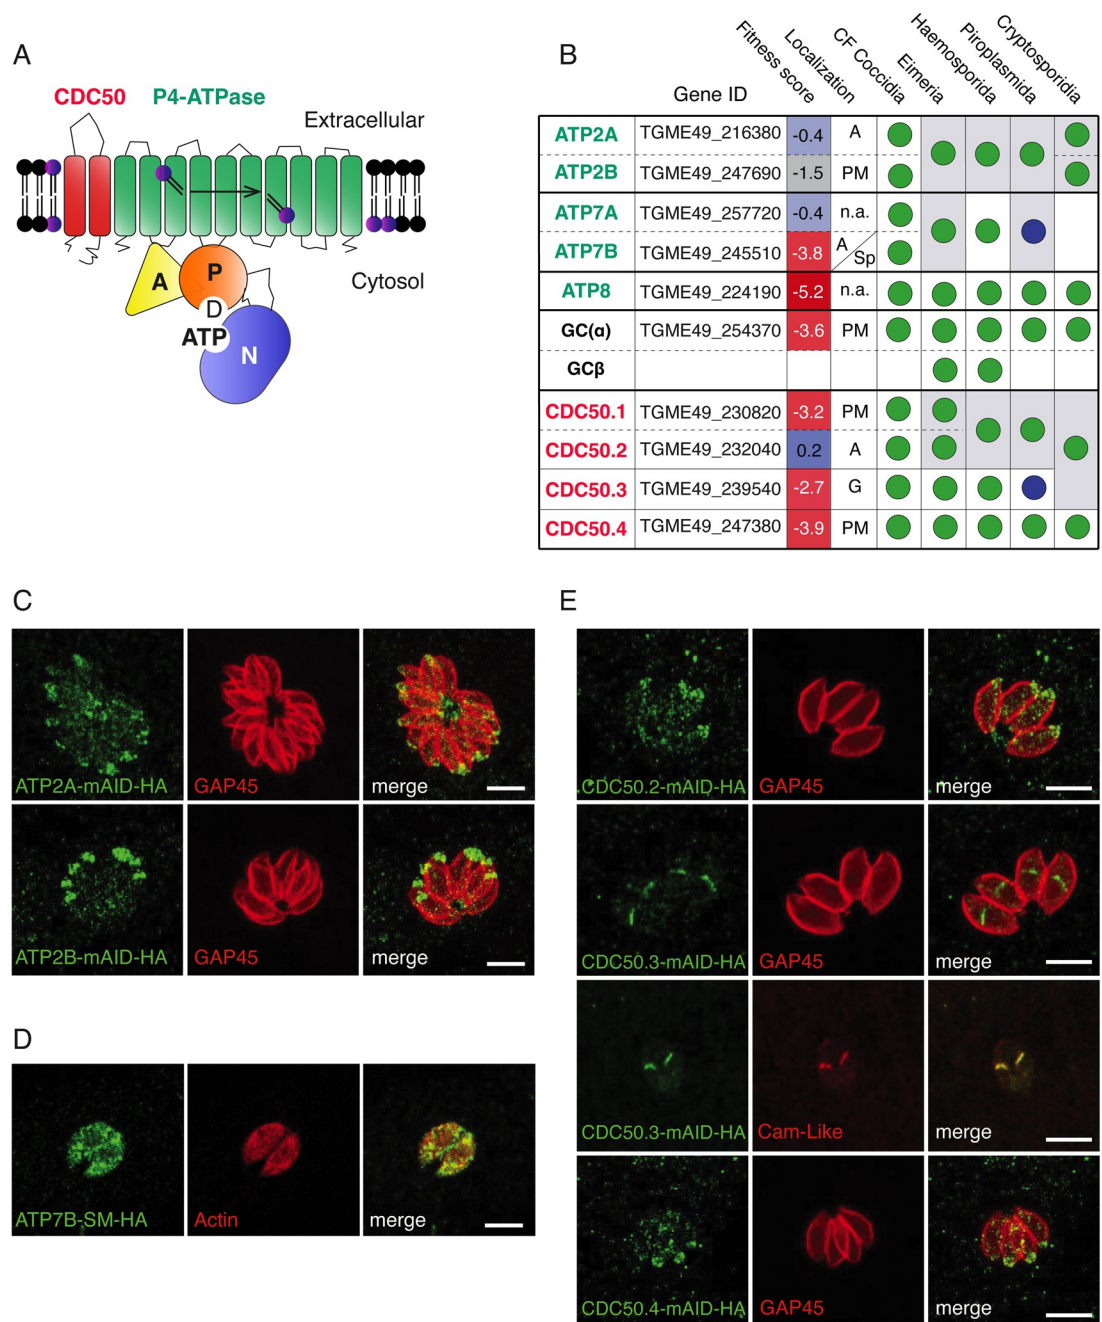 A
CDC50 P4-ATPase
Extracellular
A
P
D
ATP
N
Cytosol
B
Gene ID
Fitness score
Localization
CF Coccidia
Eimeria
Haemosporida
Piroplasmida
Cryptosporidia
ATP2A TGME49_216380 -0.4 A
ATP2B TGME49_247690 -1.5 PM
ATP7A TGME49_257720 -0.4 n.a.
ATP7B TGME49_245510 -3.8 A Sp
ATP8 TGME49_224190 -5.2 n.a.
GC(α) TGME49_254370 -3.6 PM
GCβ
CDC50.1 TGME49_230820 -3.2 PM
CDC50.2 TGME49_232040 0.2 A
CDC50.3 TGME49_239540 -2.7 G
CDC50.4 TGME49_247380 -3.9 PM
C
ATP2A-mAID-HA GAP45 merge
ATP2B-mAID-HA GAP45 merge
D
ATP7B-SM-HA Actin merge
E
CDC50.2-mAID-HA GAP45 merge
CDC50.3-mAID-HA GAP45 merge
CDC50.3-mAID-HA Cam-Like merge
CDC50.4-mAID-HA GAP45 merge